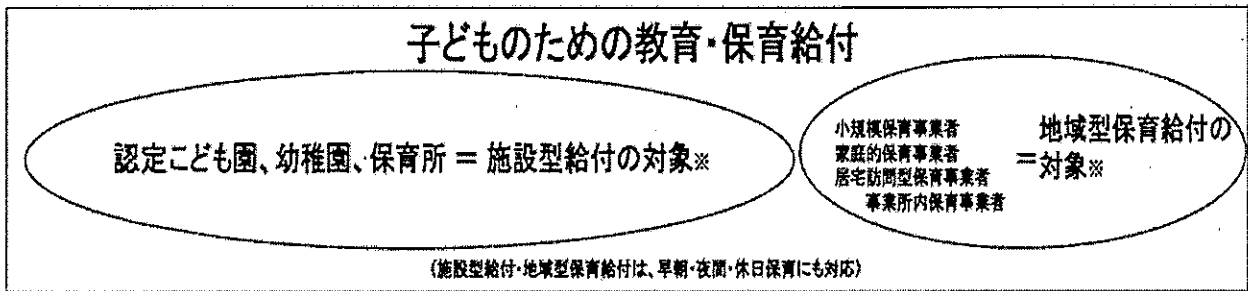 子どものための教育・保育給付
認定こども園、幼稚園、保育所 = 施設型給付の対象※
小規模保育事業者
家庭的保育事業者
居宅訪問型保育事業者
事業所内保育事業者
=
地域型保育給付の
対象※
(施設型給付・地域型保育給付は、早朝・夜間・休日保育にも対応)